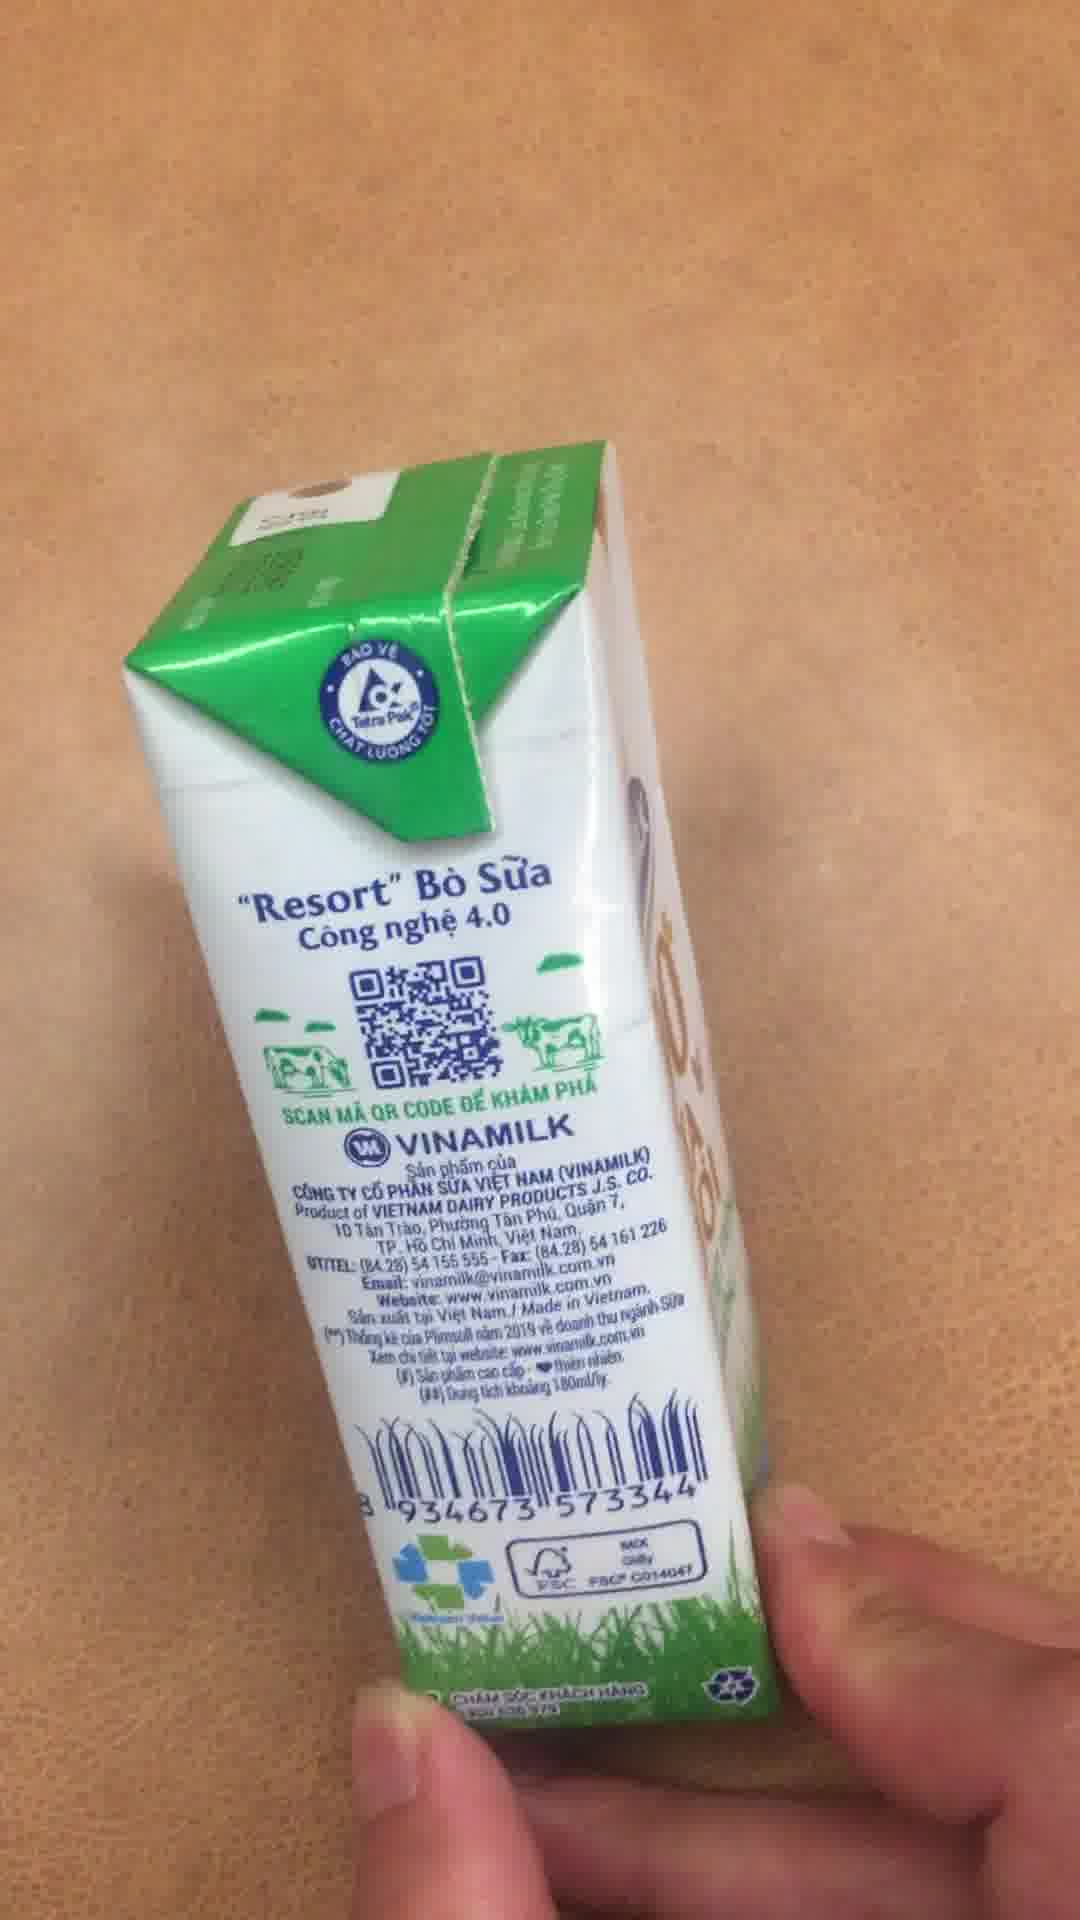 BẢO VỆ
Tetra Pak®
CHẤT LƯỢNG TỐT
"Resort" Bò Sữa
Công nghệ 4.0
SCAN MÃ QR CODE ĐỂ KHÁM PHÁ
VINAMILK
Sản phẩm của
CÔNG TY CỔ PHẦN SỮA VIỆT NAM (VINAMILK)
Product of VIETNAM DAIRY PRODUCTS J.S. CO.
10 Tân Trào, Phường Tân Phú, Quận 7,
TP. Hồ Chí Minh, Việt Nam.
ĐT/TEL: (84.28) 54 155 555 - Fax: (84.28) 54 161 226
Email: vinamilk@vinamilk.com.vn
Website: www.vinamilk.com.vn
Sản xuất tại Việt Nam / Made in Vietnam.
(**) Thống kê của Plimsoll năm 2019 về doanh thu ngành Sữa
Xem chi tiết tại website: www.vinamilk.com.vn
(#) Sản phẩm cao cấp - ❤ thiên nhiên.
(##) Dung tích khoảng 180ml/ly.
8 934673 573344
MIX
Giấy
FSC FSC® C014047
CHĂM SÓC KHÁCH HÀNG